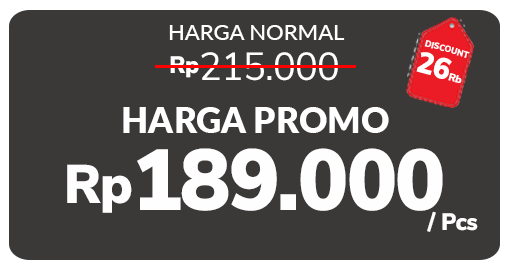 HARGA NORMAL
Rp215.000
DISCOUNT
26Rb
HARGA PROMO
Rp189.000
/ Pcs